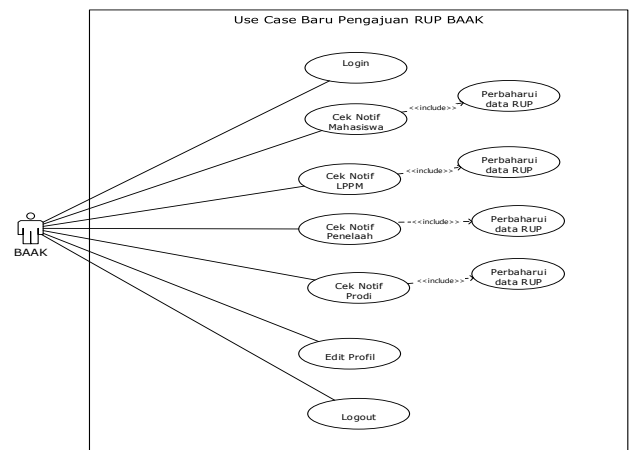 Use Case Baru Pengajuan RUP BAAK
Login
Perbaharui
data RUP
<<include>>
Cek Notif
Mahasiswa
Perbaharui
data RUP
<<include>>
Cek Notif
LPPM
Perbaharui
data RUP
<<include>>
Cek Notif
Penelaah
BAAK
Perbaharui
data RUP
<<include>>
Cek Notif
Prodi
Edit Profil
Logout